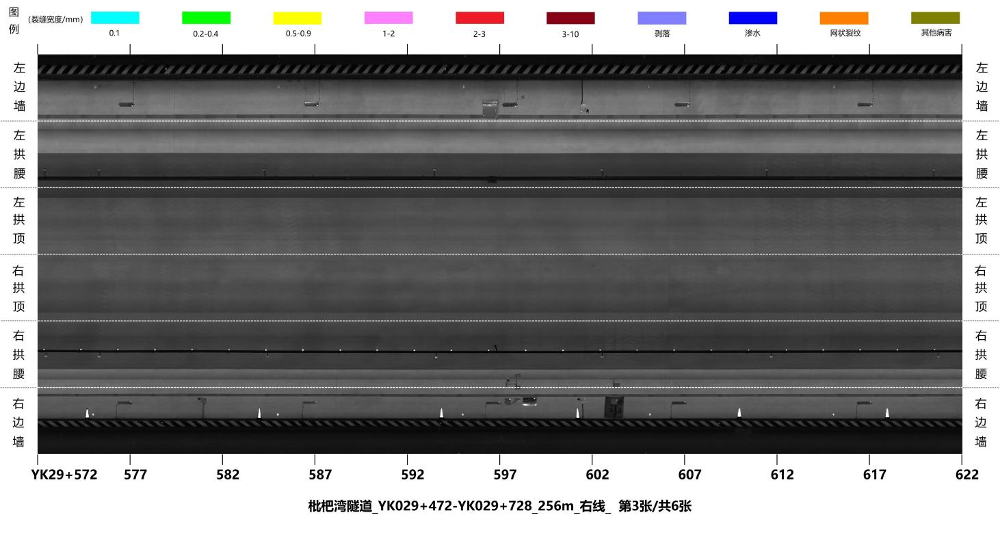 图例
(裂缝宽度/mm)
0.1
0.2-0.4
0.5-0.9
1-2
2-3
3-10
剥落
渗水
网状裂纹
其他病害
左边墙
左边墙
左拱腰
左拱腰
左拱顶
左拱顶
右拱顶
右拱顶
右拱腰
右拱腰
右边墙
右边墙
YK29+572 577 582 587 592 597 602 607 612 617 622
枇杷湾隧道_YK029+472-YK029+728_256m_右线_ 第3张/共6张